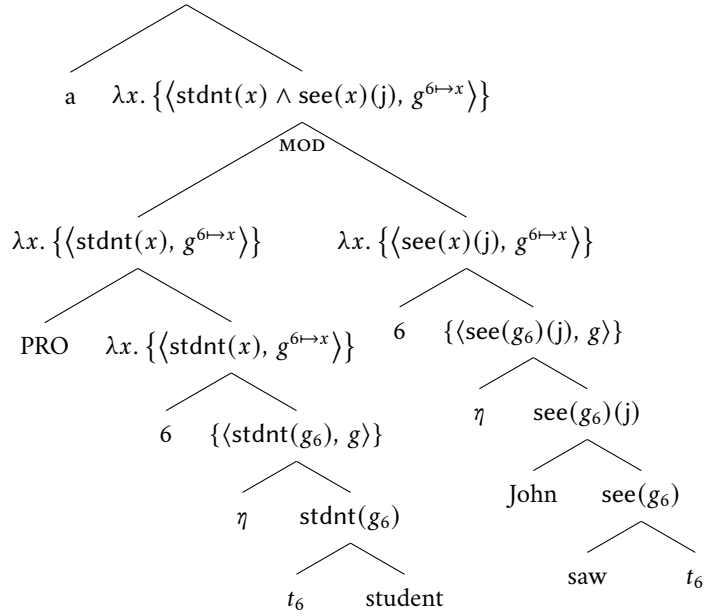 a λx. {⟨stdnt(x) ∧ see(x)(j), g^{6↦x}⟩}
MOD
λx. {⟨stdnt(x), g^{6↦x}⟩} λx. {⟨see(x)(j), g^{6↦x}⟩}
PRO λx. {⟨stdnt(x), g^{6↦x}⟩} 6 {⟨see(g₆)(j), g⟩}
6 {⟨stdnt(g₆), g⟩} η see(g₆)(j)
η stdnt(g₆) John see(g₆)
t₆ student saw t₆